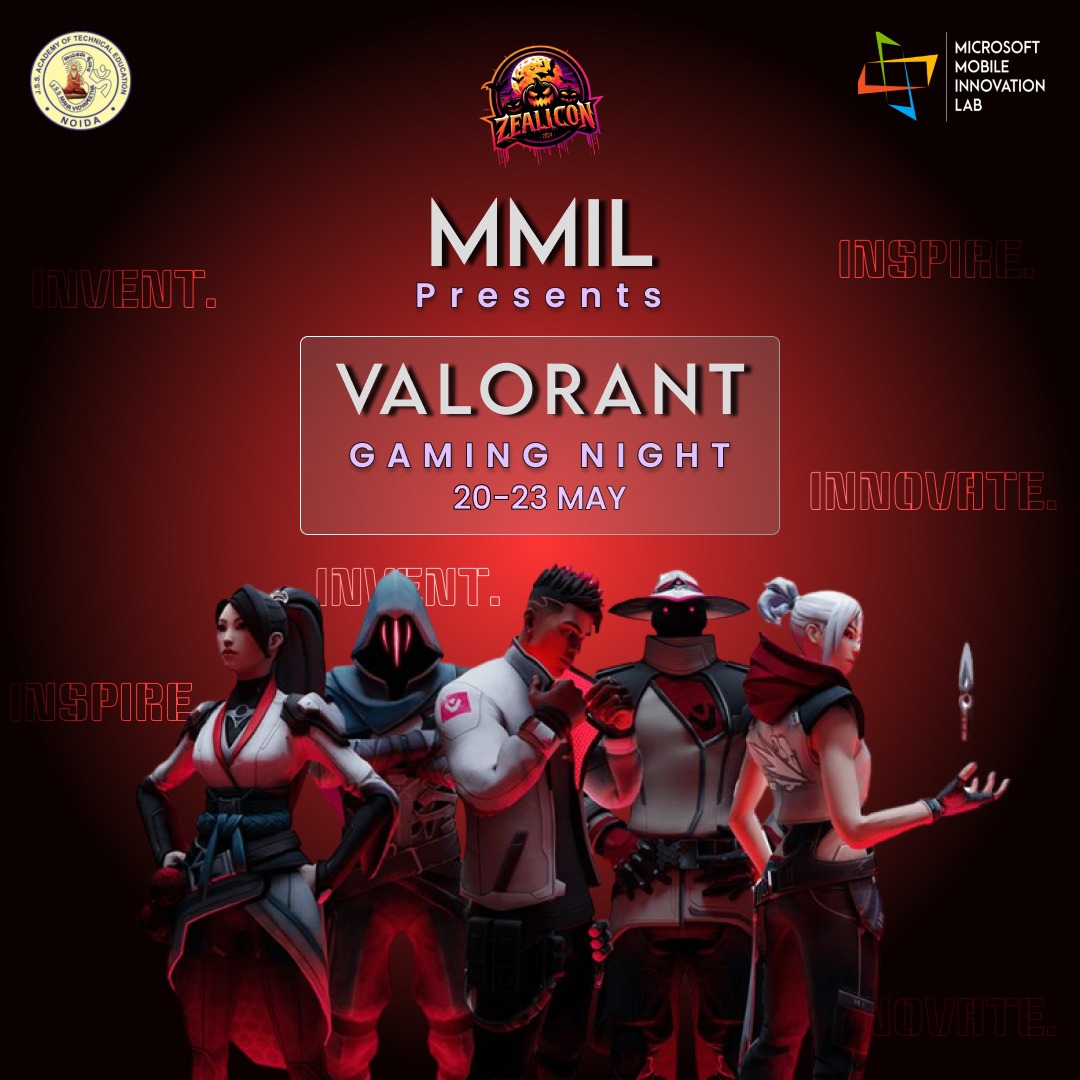 J.S.S. ACADEMY OF TECHNICAL EDUCATION
NOIDA
ZEALICON
2024
MICROSOFT
MOBILE
INNOVATION
LAB
MMIL
Presents
INVENT.
INSPIRE.
VALORANT
GAMING NIGHT
20-23 MAY
INNOVATE.
INVENT.
INSPIRE
NOVATE.